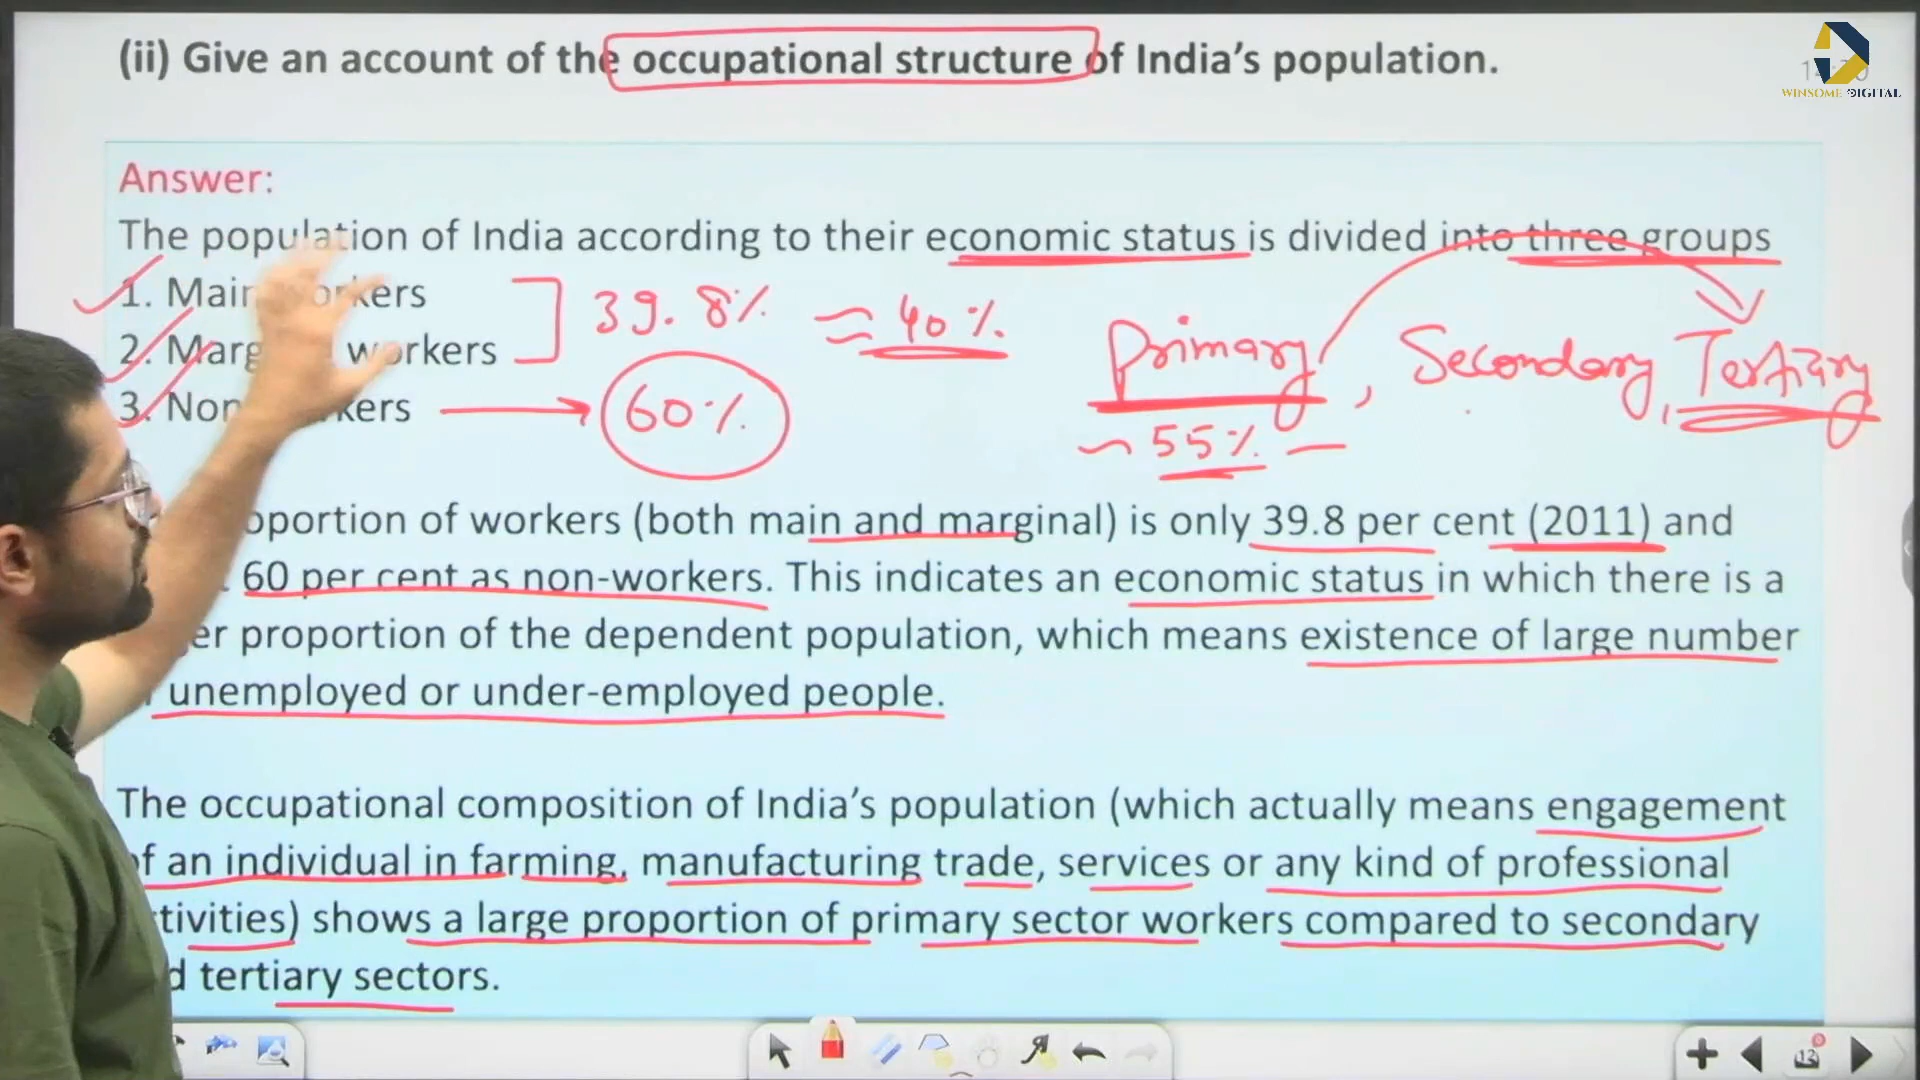 (ii) Give an account of the occupational structure of India's population.
WINSOME DIGITAL
Answer:
The population of India according to their economic status is divided into three groups
1. Main workers
39.8%
≈ 40%
2. Marg workers
Primary, Secondary, Tertiary
3. Non kers
60%
~ 55% –
oportion of workers (both main and marginal) is only 39.8 per cent (2011) and
60 per cent as non-workers. This indicates an economic status in which there is a
er proportion of the dependent population, which means existence of large number
unemployed or under-employed people.
The occupational composition of India's population (which actually means engagement
of an individual in farming, manufacturing trade, services or any kind of professional
tivities) shows a large proportion of primary sector workers compared to secondary
d tertiary sectors.
12